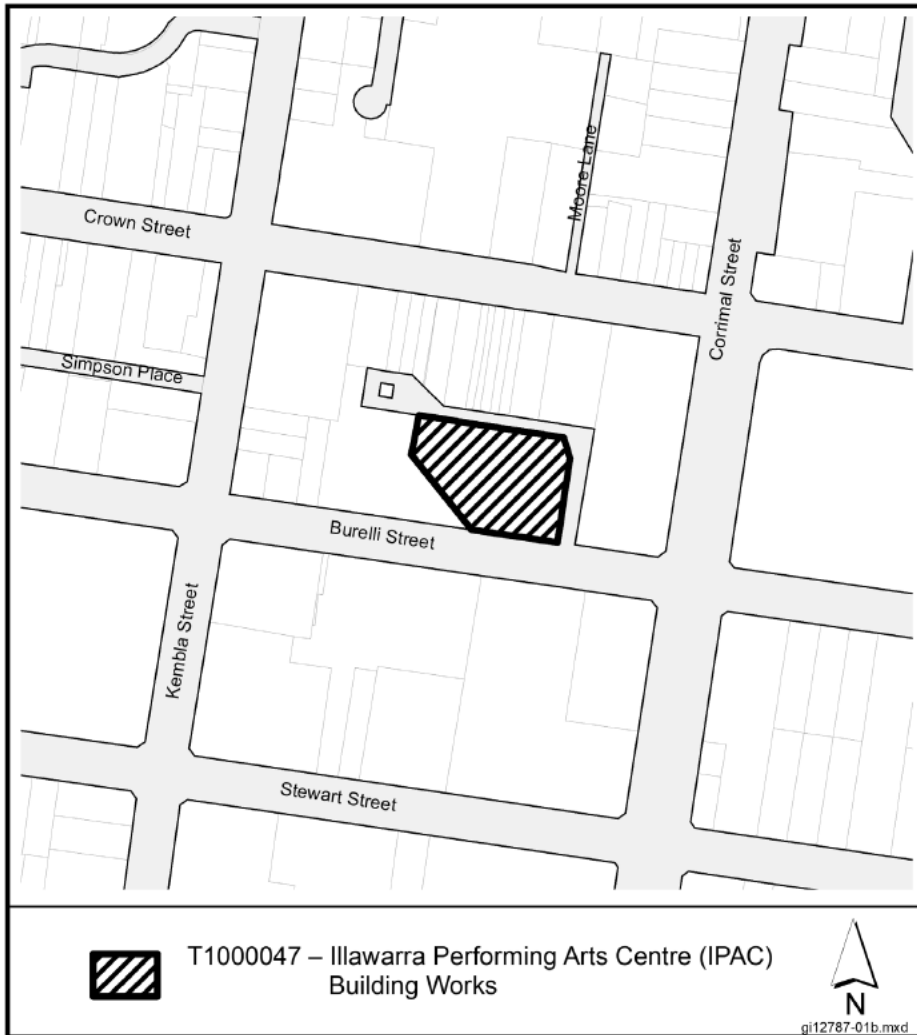 Moore Lane
Crown Street
Corrimal Street
Simpson Place
Burelli Street
Kembla Street
Stewart Street
T1000047 – Illawarra Performing Arts Centre (IPAC)
Building Works
N
gi12787-01b.mxd